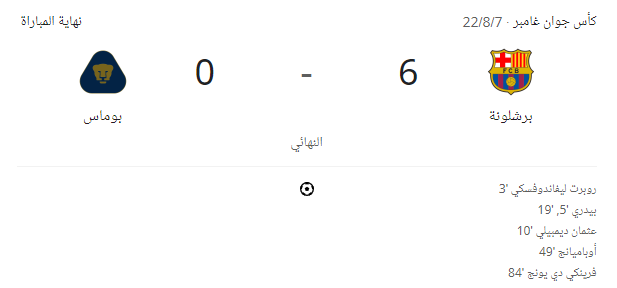 كأس جوان غامبر · 22/8/7 نهاية المباراة
6 - 0
برشلونة بوماس
النهائي
روبرت ليفاندوفسكي '3
بيدري '5, '19
عثمان ديمبيلي '10
أوباميانج '49
فرينكي دي يونج '84
FCB